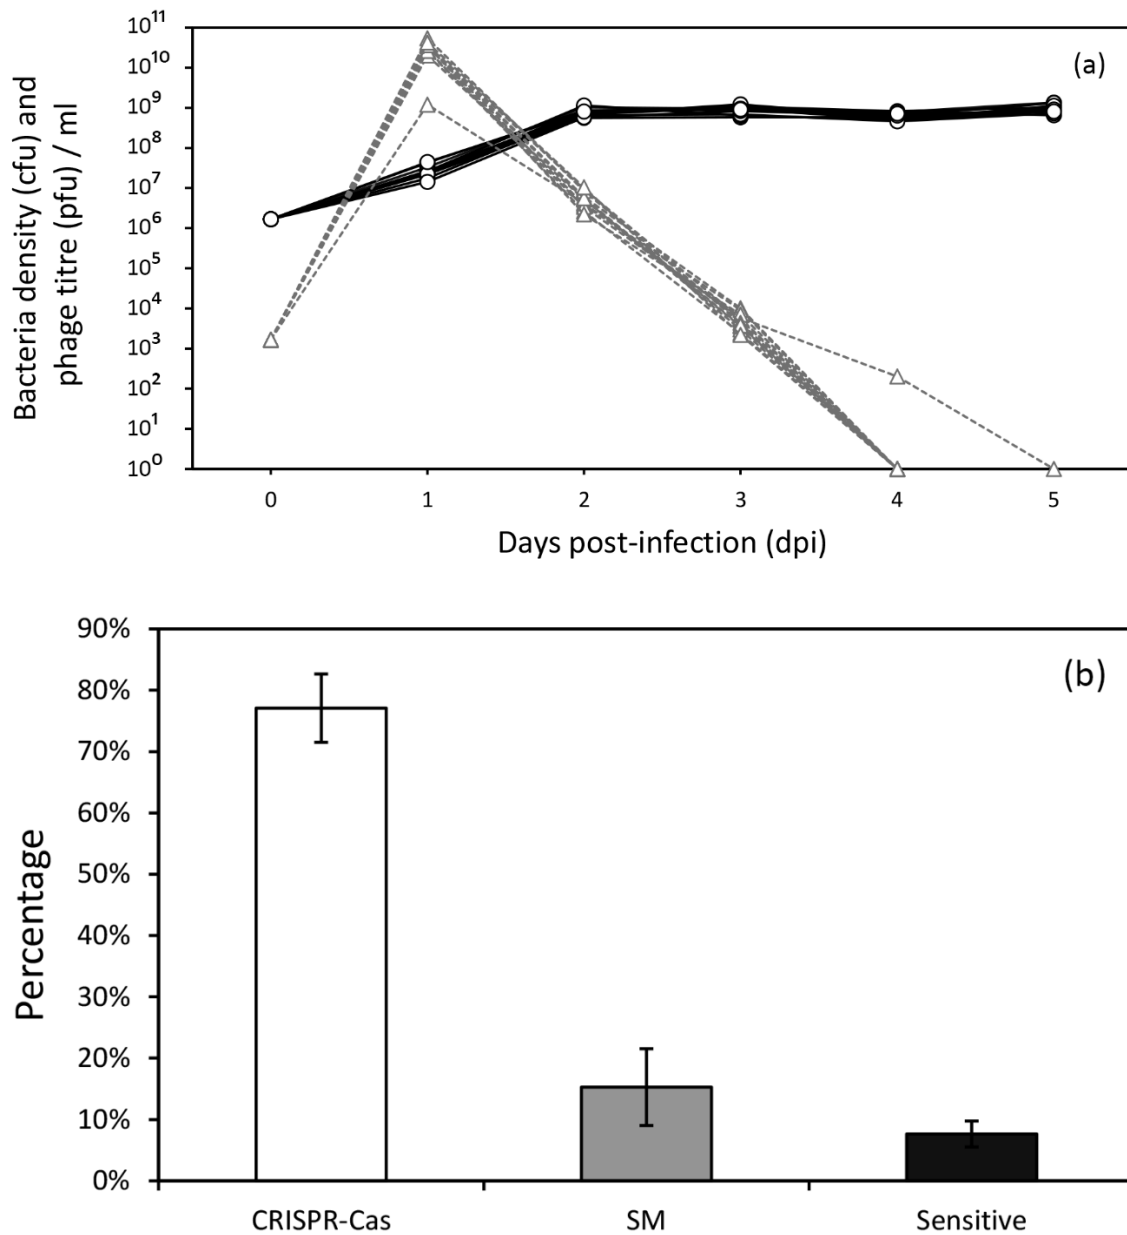 10¹¹
(a)
10¹⁰
10⁹
10⁸
10⁷
10⁶
10⁵
10⁴
10³
10²
10¹
10⁰
Bacteria density (cfu) and
phage titre (pfu) / ml
0 1 2 3 4 5
Days post-infection (dpi)
90%
(b)
80%
70%
60%
50%
40%
30%
20%
10%
0%
Percentage
CRISPR-Cas SM Sensitive